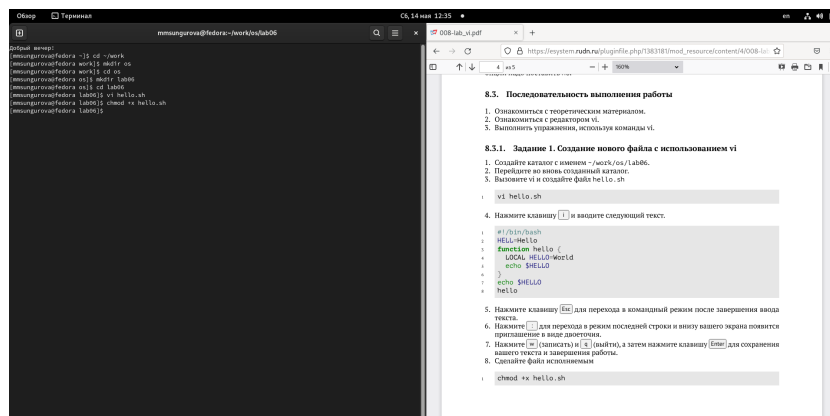 Обзор Терминал Сб, 14 мая 12:35 en
mmsungurova@fedora:~/work/os/lab06
Добрый вечер!
[mmsungurova@fedora ~]$ cd ~/work
[mmsungurova@fedora work]$ mkdir os
[mmsungurova@fedora work]$ cd os
[mmsungurova@fedora os]$ mkdir lab06
[mmsungurova@fedora os]$ cd lab06
[mmsungurova@fedora lab06]$ vi hello.sh
[mmsungurova@fedora lab06]$ chmod +x hello.sh
[mmsungurova@fedora lab06]$
008-lab_vi.pdf
https://esystem.rudn.ru/pluginfile.php/1383181/mod_resource/content/4/008-lab
4 из 5 160%
8.3. Последовательность выполнения работы
1. Ознакомиться с теоретическим материалом.
2. Ознакомиться с редактором vi.
3. Выполнить упражнения, используя команды vi.
8.3.1. Задание 1. Создание нового файла с использованием vi
1. Создайте каталог с именем ~/work/os/lab06.
2. Перейдите во вновь созданный каталог.
3. Вызовите vi и создайте файл hello.sh
1 vi hello.sh
4. Нажмите клавишу i и вводите следующий текст.
1 #!/bin/bash
2 HELL=Hello
3 function hello {
4 LOCAL HELLO=World
5 echo $HELLO
6 }
7 echo $HELLO
8 hello
5. Нажмите клавишу Esc для перехода в командный режим после завершения ввода
текста.
6. Нажмите : для перехода в режим последней строки и внизу вашего экрана появится
приглашение в виде двоеточия.
7. Нажмите w (записать) и q (выйти), а затем нажмите клавишу Enter для сохранения
вашего текста и завершения работы.
8. Сделайте файл исполняемым
1 chmod +x hello.sh